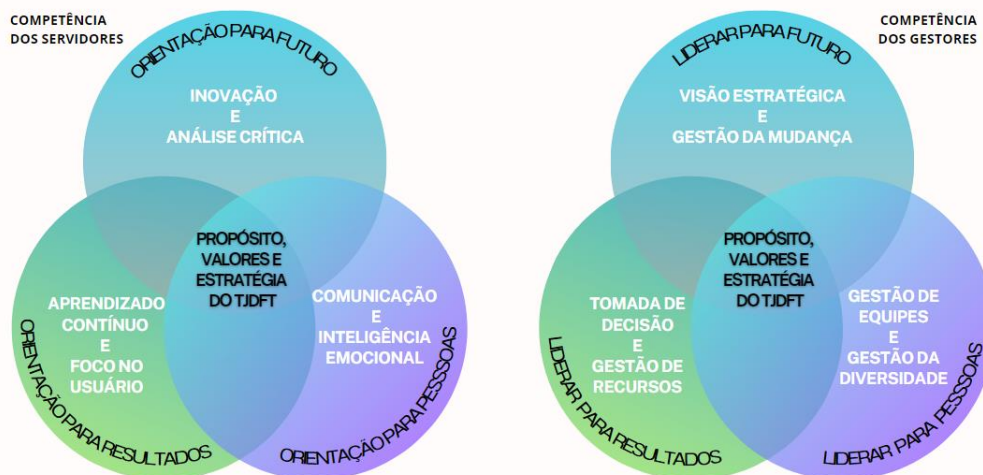 COMPETÊNCIA
DOS SERVIDORES
ORIENTAÇÃO PARA FUTURO
INOVAÇÃO
E
ANÁLISE CRÍTICA
PROPÓSITO,
VALORES E
ESTRATÉGIA
DO TJDFT
APRENDIZADO
CONTÍNUO
E
FOCO NO
USUÁRIO
COMUNICAÇÃO
E
INTELIGÊNCIA
EMOCIONAL
ORIENTAÇÃO PARA RESULTADOS
ORIENTAÇÃO PARA PESSSOAS
COMPETÊNCIA
DOS GESTORES
LIDERAR PARA FUTURO
VISÃO ESTRATÉGICA
E
GESTÃO DA MUDANÇA
PROPÓSITO,
VALORES E
ESTRATÉGIA
DO TJDFT
TOMADA DE
DECISÃO
E
GESTÃO DE
RECURSOS
GESTÃO DE
EQUIPES
E
GESTÃO DA
DIVERSIDADE
LIDERAR PARA RESULTADOS
LIDERAR PARA PESSOAS